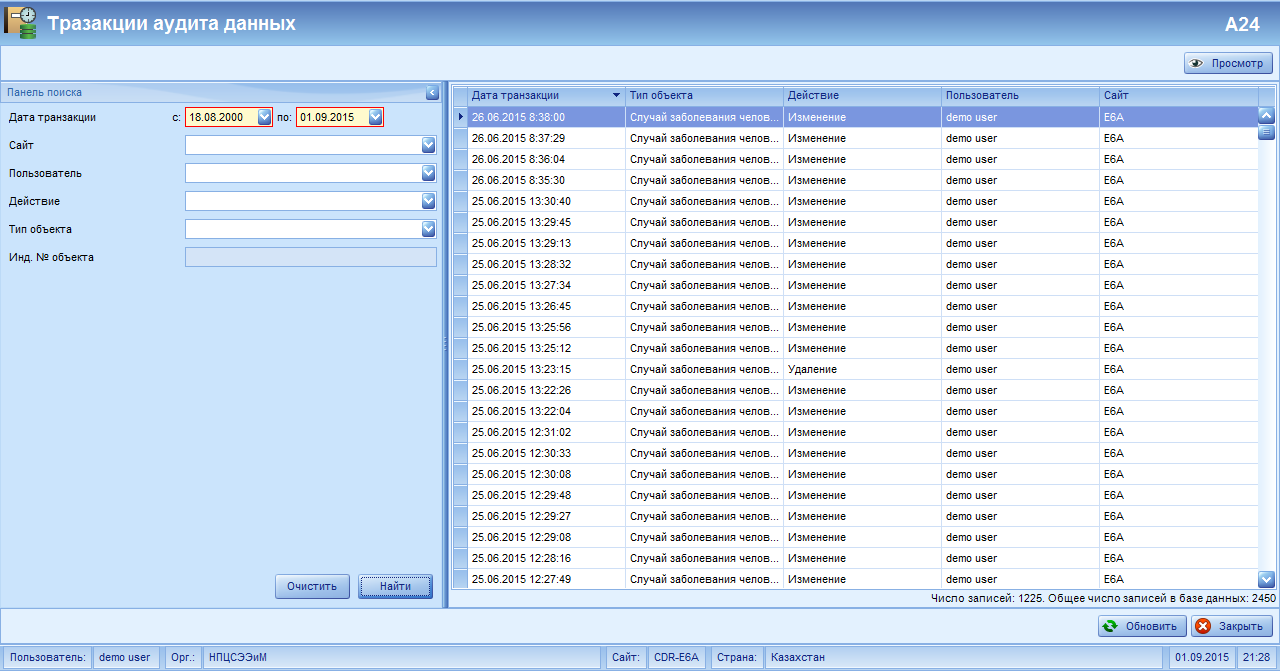 Тразакции аудита данных
A24
Просмотр
Панель поиска
Дата транзакции с: 18.08.2000 по: 01.09.2015
Сайт
Пользователь
Действие
Тип объекта
Инд. № объекта
Очистить Найти
Дата транзакции Тип объекта Действие Пользователь Сайт
26.06.2015 8:38:00 Случай заболевания челов... Изменение demo user E6A
26.06.2015 8:37:29 Случай заболевания челов... Изменение demo user E6A
26.06.2015 8:36:04 Случай заболевания челов... Изменение demo user E6A
26.06.2015 8:35:30 Случай заболевания челов... Изменение demo user E6A
25.06.2015 13:30:40 Случай заболевания челов... Изменение demo user E6A
25.06.2015 13:29:45 Случай заболевания челов... Изменение demo user E6A
25.06.2015 13:29:13 Случай заболевания челов... Изменение demo user E6A
25.06.2015 13:28:32 Случай заболевания челов... Изменение demo user E6A
25.06.2015 13:27:34 Случай заболевания челов... Изменение demo user E6A
25.06.2015 13:26:45 Случай заболевания челов... Изменение demo user E6A
25.06.2015 13:25:56 Случай заболевания челов... Изменение demo user E6A
25.06.2015 13:25:12 Случай заболевания челов... Изменение demo user E6A
25.06.2015 13:23:15 Случай заболевания челов... Удаление demo user E6A
25.06.2015 13:22:26 Случай заболевания челов... Изменение demo user E6A
25.06.2015 13:22:04 Случай заболевания челов... Изменение demo user E6A
25.06.2015 12:31:02 Случай заболевания челов... Изменение demo user E6A
25.06.2015 12:30:33 Случай заболевания челов... Изменение demo user E6A
25.06.2015 12:30:08 Случай заболевания челов... Изменение demo user E6A
25.06.2015 12:29:48 Случай заболевания челов... Изменение demo user E6A
25.06.2015 12:29:27 Случай заболевания челов... Изменение demo user E6A
25.06.2015 12:29:08 Случай заболевания челов... Изменение demo user E6A
25.06.2015 12:28:16 Случай заболевания челов... Изменение demo user E6A
25.06.2015 12:27:49 Случай заболевания челов... Изменение demo user E6A
Число записей: 1225. Общее число записей в базе данных: 2450
Обновить Закрыть
Пользователь: demo user Орг.: НПЦСЭЭиМ Сайт: CDR-E6A Страна: Казахстан 01.09.2015 21:28